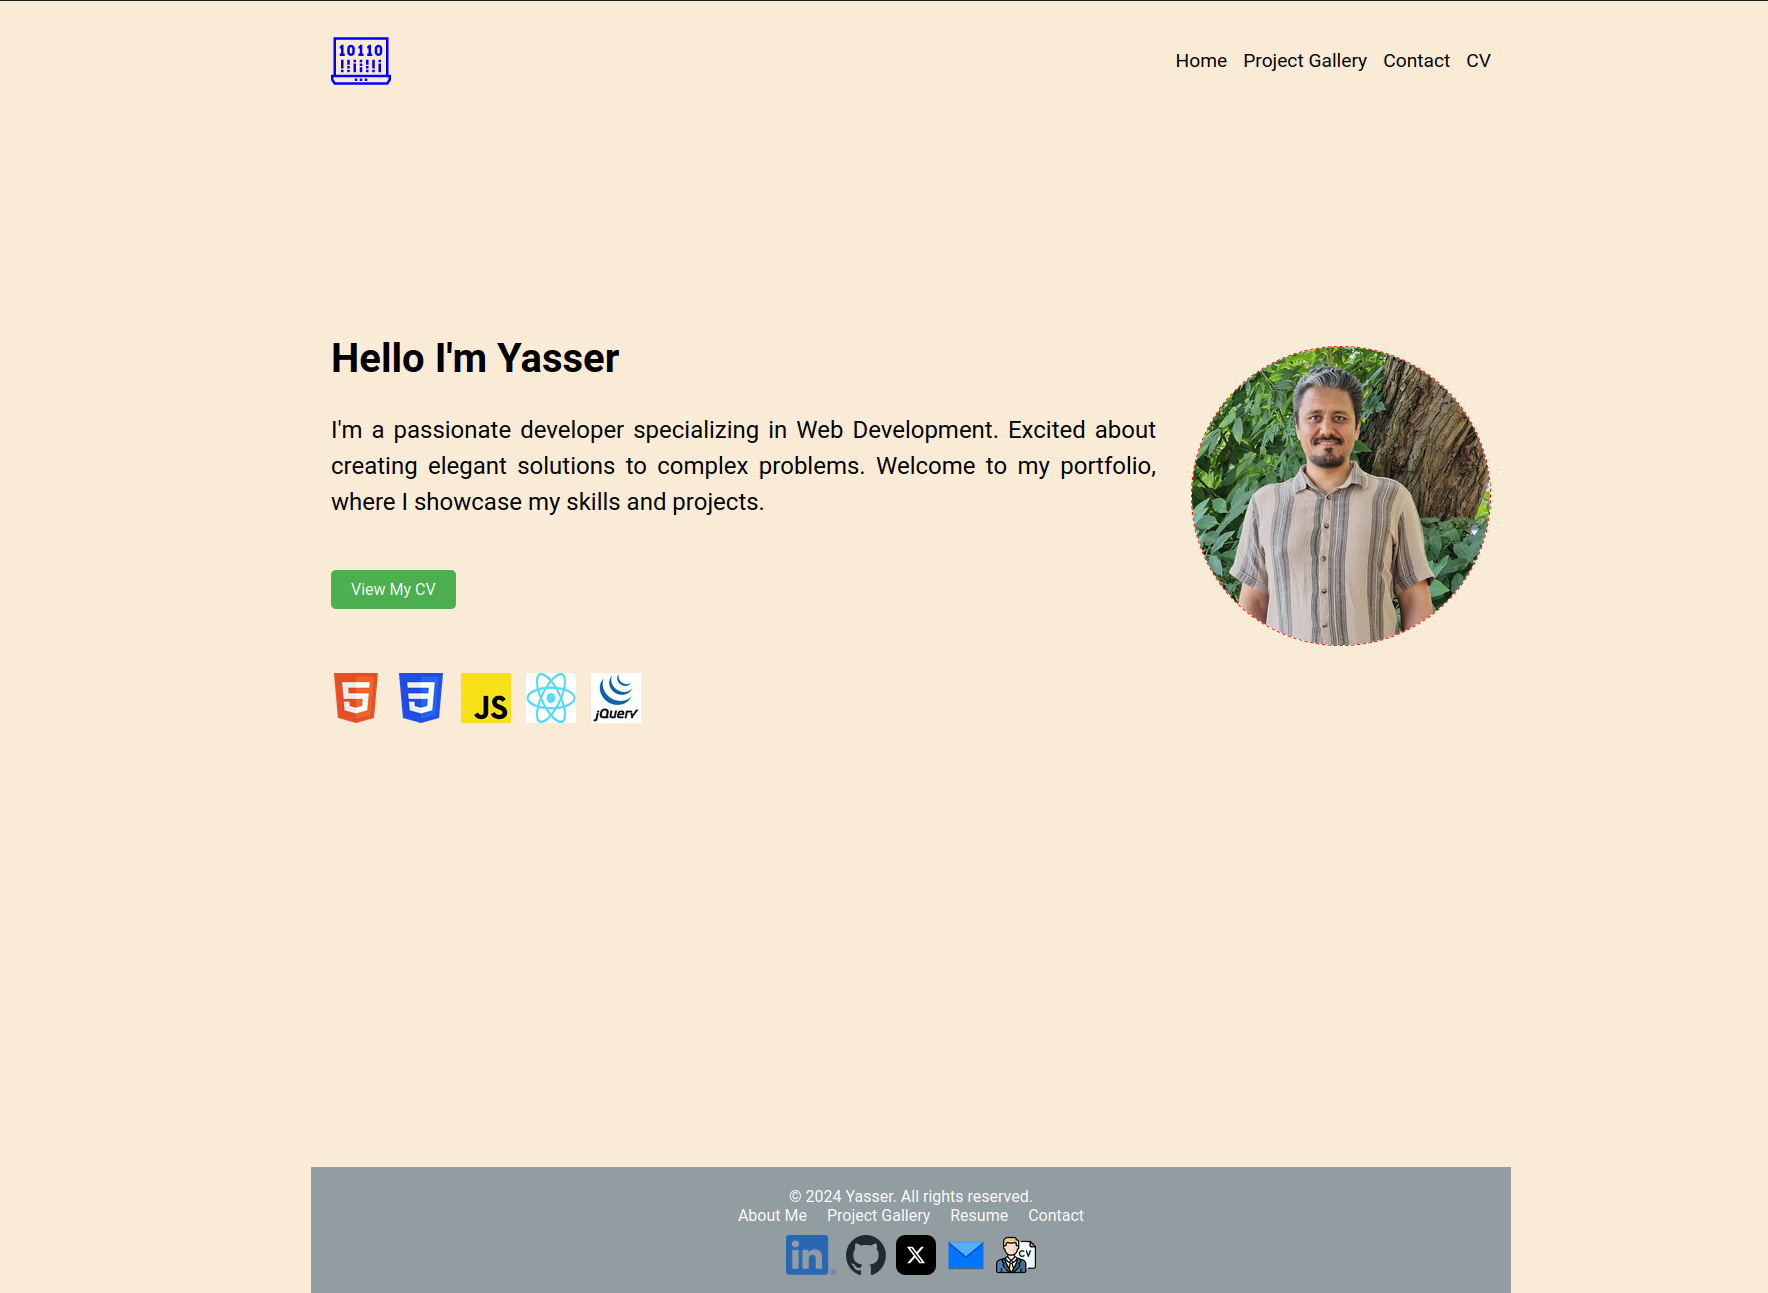 10110
Home Project Gallery Contact CV
Hello I'm Yasser
I'm a passionate developer specializing in Web Development. Excited about
creating elegant solutions to complex problems. Welcome to my portfolio,
where I showcase my skills and projects.
View My CV
5 3 JS jQuery
© 2024 Yasser. All rights reserved.
About Me Project Gallery Resume Contact
in X CV